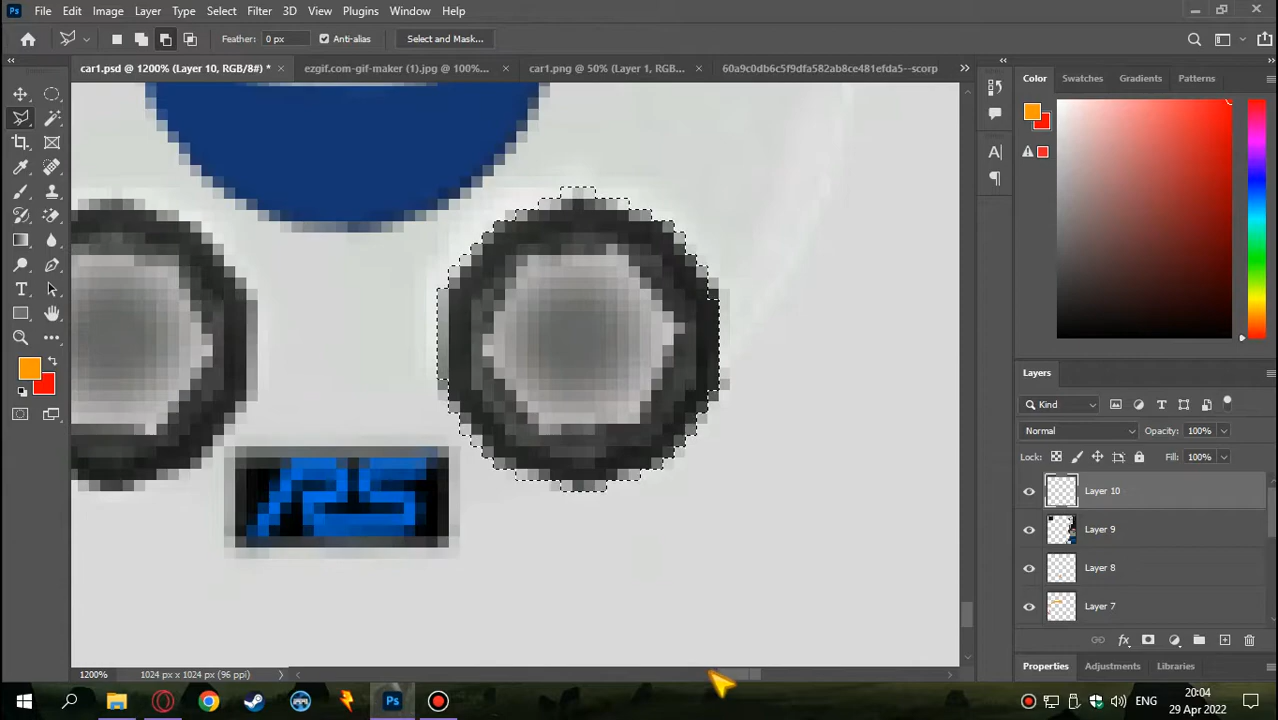 Ps File Edit Image Layer Type Select Filter 3D View Plugins Window Help
Feather: 0 px Anti-alias Select and Mask...
car1.psd @ 1200% (Layer 10, RGB/8#) * × ezgif.com-gif-maker (1).jpg @ 100%... × car1.png @ 50% (Layer 1, RGB/8#... × 60a9c0db6c5f9dfa582ab8ce481efda5--scorp
Color Swatches Gradients Patterns
Layers
Kind
Normal Opacity: 100%
Lock: Fill: 100%
Layer 10
Layer 9
Layer 8
Layer 7
RS
Properties Adjustments Libraries
1200% 1024 px x 1024 px (96 ppi)
Ps ENG 20:04
29 Apr 2022